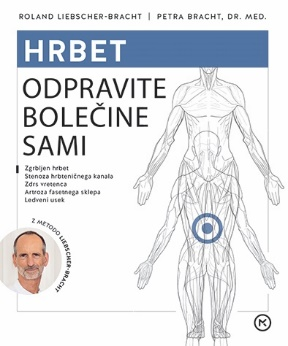 ROLAND LIEBSCHER-BRACHT | PETRA BRACHT, DR. MED.
HRBET
ODPRAVITE
BOLEČINE
SAMI
Zgrbljen hrbet
Stenoza hrbteničnega kanala
Zdrs vretenca
Artroza fasetnega sklepa
Ledveni usek
Z METODO LIEBSCHER-BRACHT
M